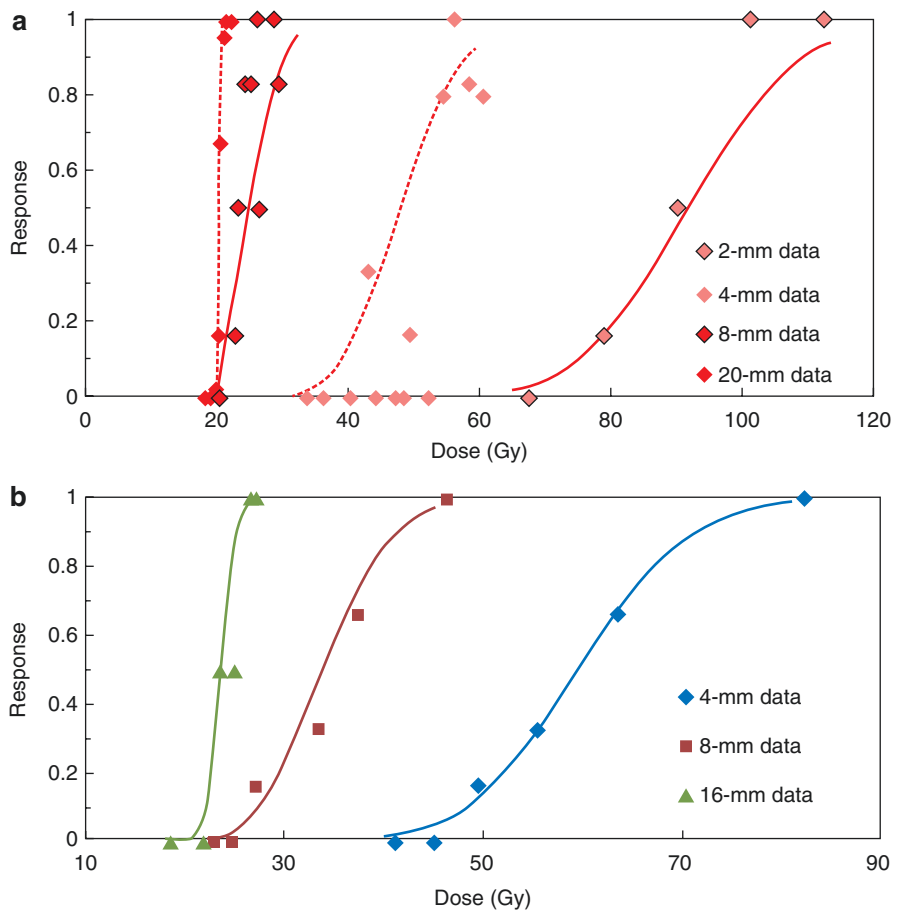 a
1
0.8
0.6
0.4
0.2
0
Response
0 20 40 60 80 100 120
Dose (Gy)
2-mm data
4-mm data
8-mm data
20-mm data
b
1
0.8
0.6
0.4
0.2
0
Response
10 30 50 70 90
Dose (Gy)
4-mm data
8-mm data
16-mm data